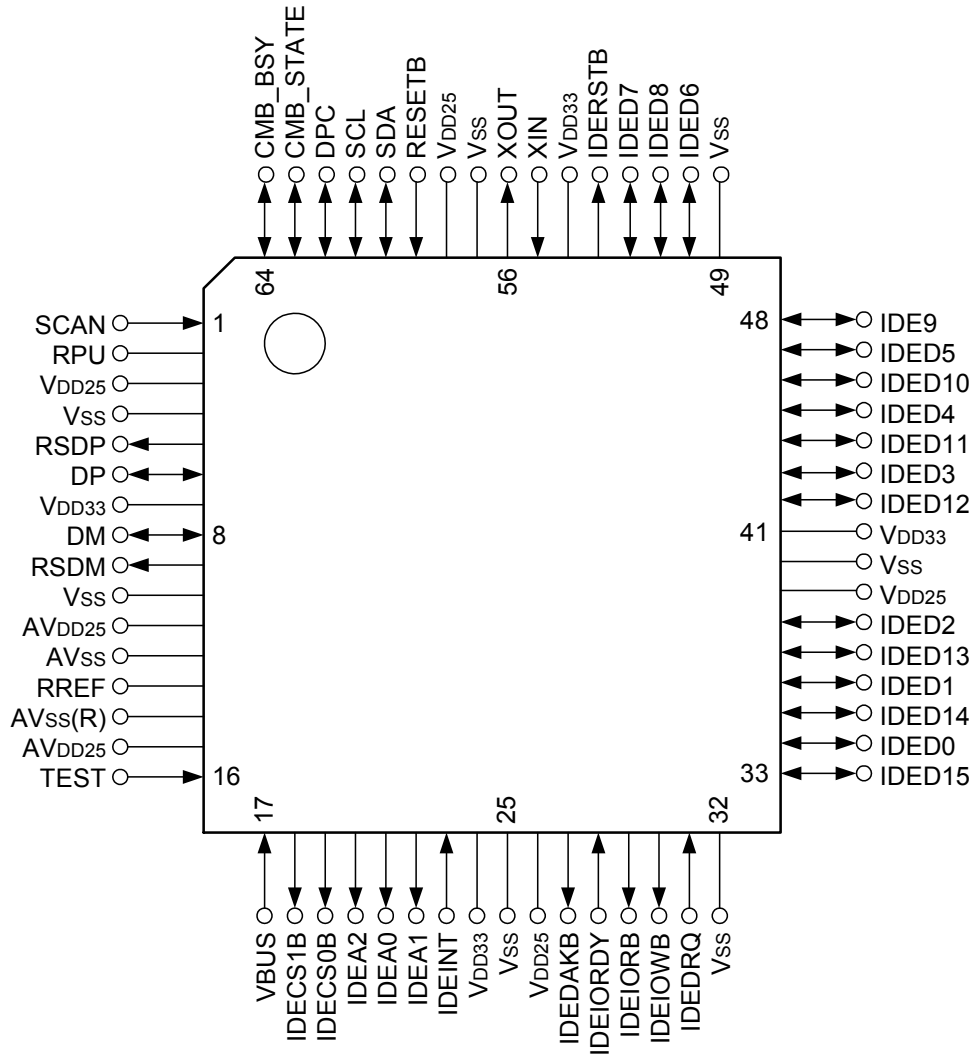 CMB_BSY
CMB_STATE
DPC
SCL
SDA
RESETB
VDD25
VSS
XOUT
XIN
VDD33
IDERSTB
IDED7
IDED8
IDED6
VSS
64
56
49
SCAN
1
RPU
VDD25
VSS
RSDP
DP
VDD33
DM
8
RSDM
VSS
AVDD25
AVSS
RREF
AVSS(R)
AVDD25
TEST
16
48
IDE9
IDED5
IDED10
IDED4
IDED11
IDED3
IDED12
41
VDD33
VSS
VDD25
IDED2
IDED13
IDED1
IDED14
IDED0
33
IDED15
17
25
32
VBUS
IDECS1B
IDECS0B
IDEA2
IDEA0
IDEA1
IDEINT
VDD33
VSS
VDD25
IDEDAKB
IDEIORDY
IDEIORB
IDEIOWB
IDEDRQ
VSS